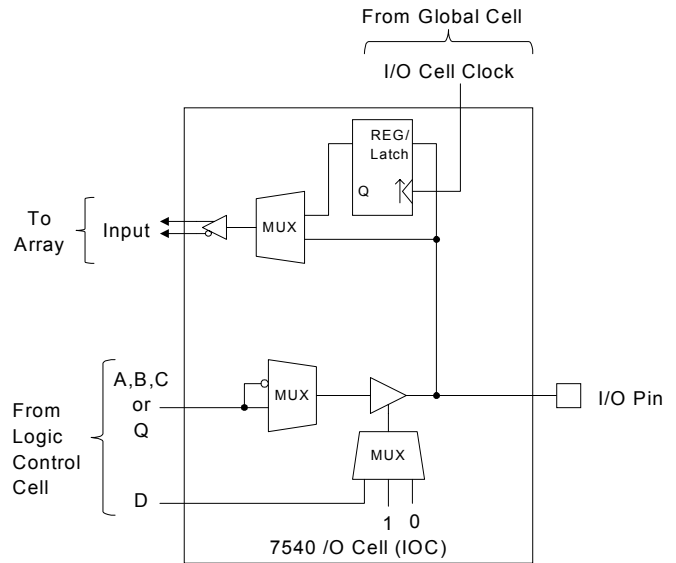 From Global Cell
I/O Cell Clock
REG/
Latch
Q
To
Array
Input
MUX
A,B,C
or
Q
MUX
I/O Pin
From
Logic
Control
Cell
MUX
D
1 0
7540 /O Cell (IOC)